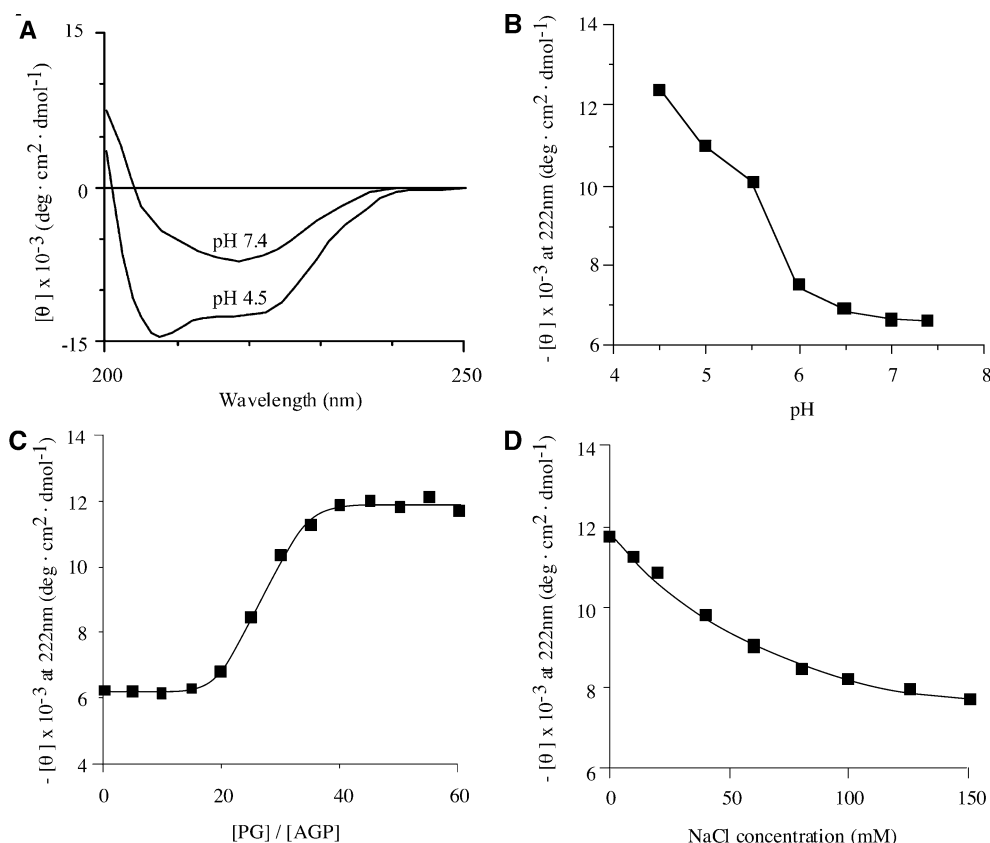 A
15
0
-15
[θ] x 10⁻³ (deg · cm² · dmol⁻¹)
pH 7.4
pH 4.5
200
250
Wavelength (nm)
B
14
12
10
8
6
- [θ] x 10⁻³ at 222nm (deg · cm² · dmol⁻¹)
4
5
6
7
8
pH
C
14
12
10
8
6
4
- [θ] x 10⁻³ at 222nm (deg · cm² · dmol⁻¹)
0
20
40
60
[PG] / [AGP]
D
14
12
10
8
6
- [θ] x 10⁻³ at 222nm (deg · cm² · dmol⁻¹)
0
50
100
150
NaCl concentration (mM)